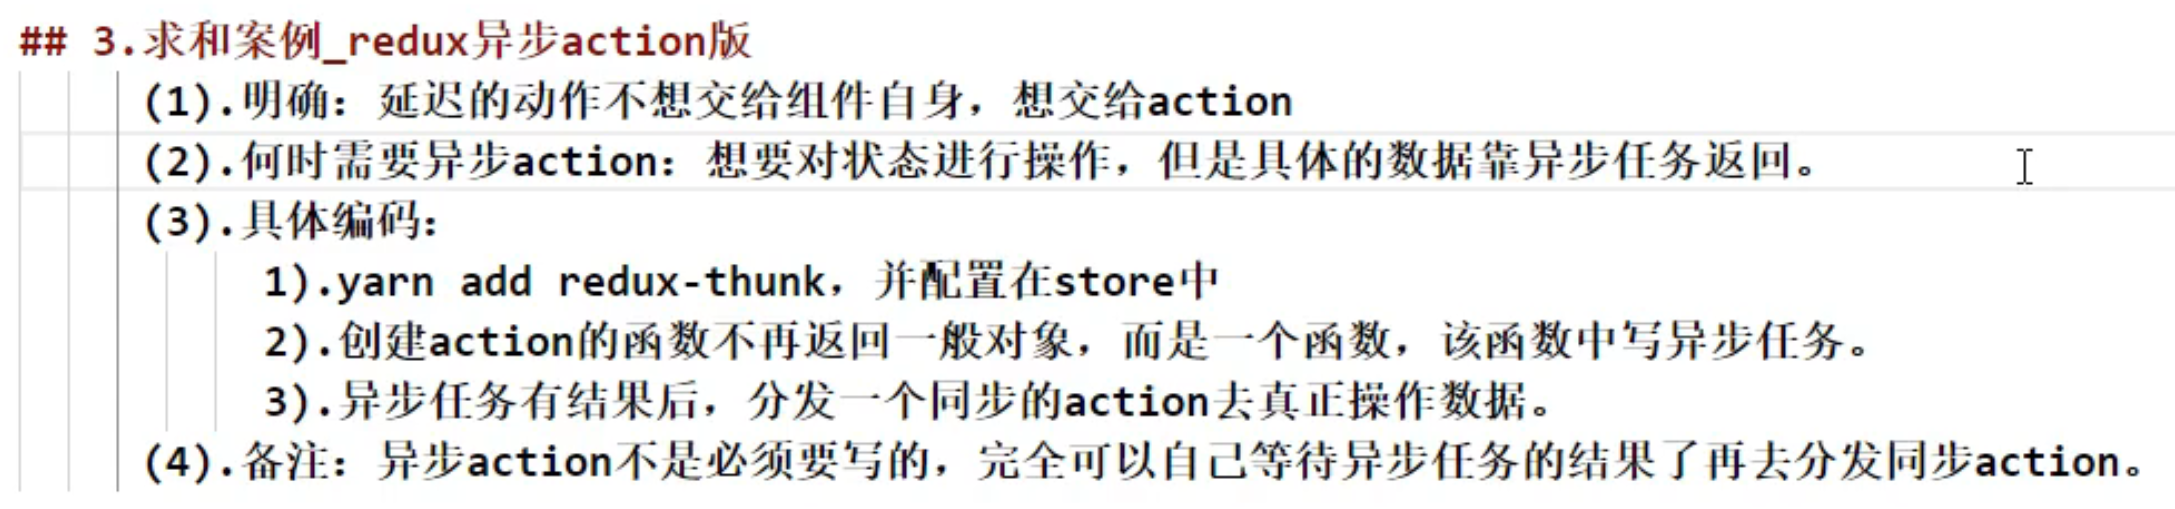 ## 3.求和案例_redux异步action版
(1).明确：延迟的动作不想交给组件自身，想交给action
(2).何时需要异步action：想要对状态进行操作，但是具体的数据靠异步任务返回。
(3).具体编码：
1).yarn add redux-thunk，并配置在store中
2).创建action的函数不再返回一般对象，而是一个函数，该函数中写异步任务。
3).异步任务有结果后，分发一个同步的action去真正操作数据。
(4).备注：异步action不是必须要写的，完全可以自己等待异步任务的结果了再去分发同步action。